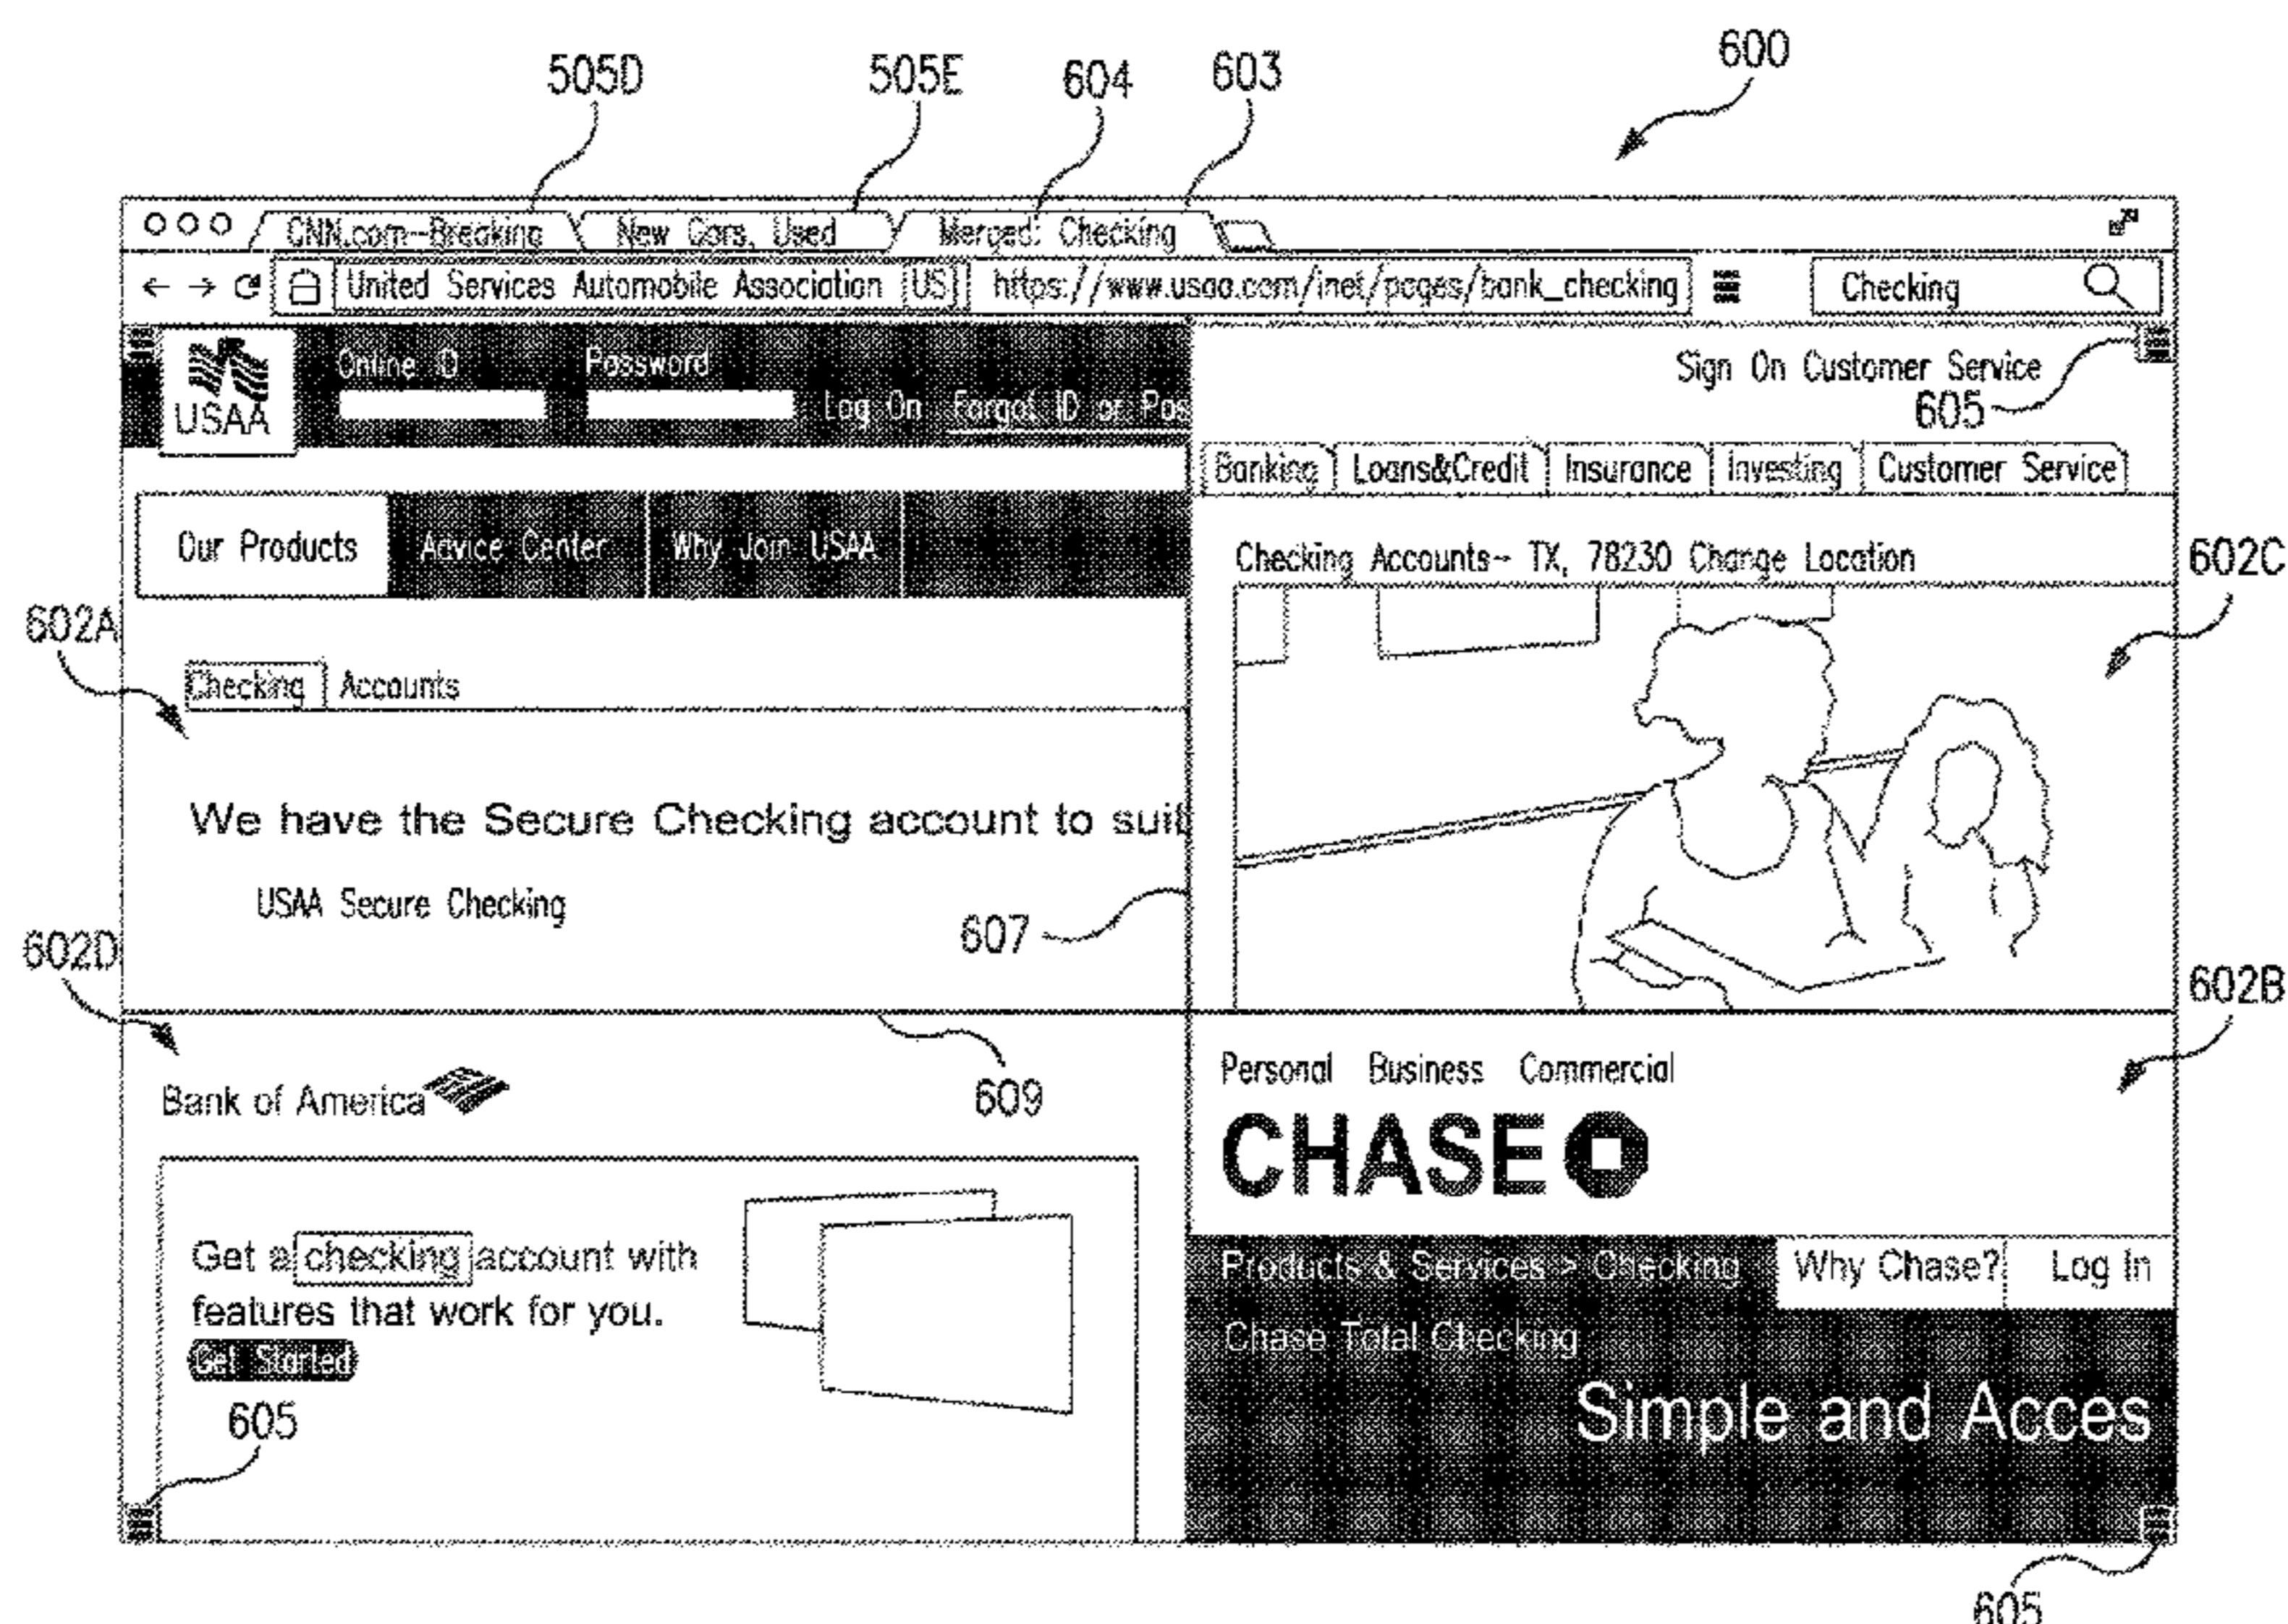 600
505D 505E 604 603
CNN.com-Breaking New Cars, Used Merged: Checking
United Services Automobile Association [US] https://www.usaa.com/inet/pages/bank_checking Checking
USAA
Online ID Password
Log On Forgot ID or Pas
Our Products Advice Center Why Join USAA
602A
Checking Accounts
We have the Secure Checking account to suit
USAA Secure Checking
607
Sign On Customer Service
605
Banking Loans&Credit Insurance Investing Customer Service
Checking Accounts- TX, 78230 Change Location
602C
602D
Bank of America
609
Get a checking account with
features that work for you.
Get Started
605
602B
Personal Business Commercial
CHASE
Products & Services > Checking Why Chase? Log In
Chase Total Checking
Simple and Acces
605